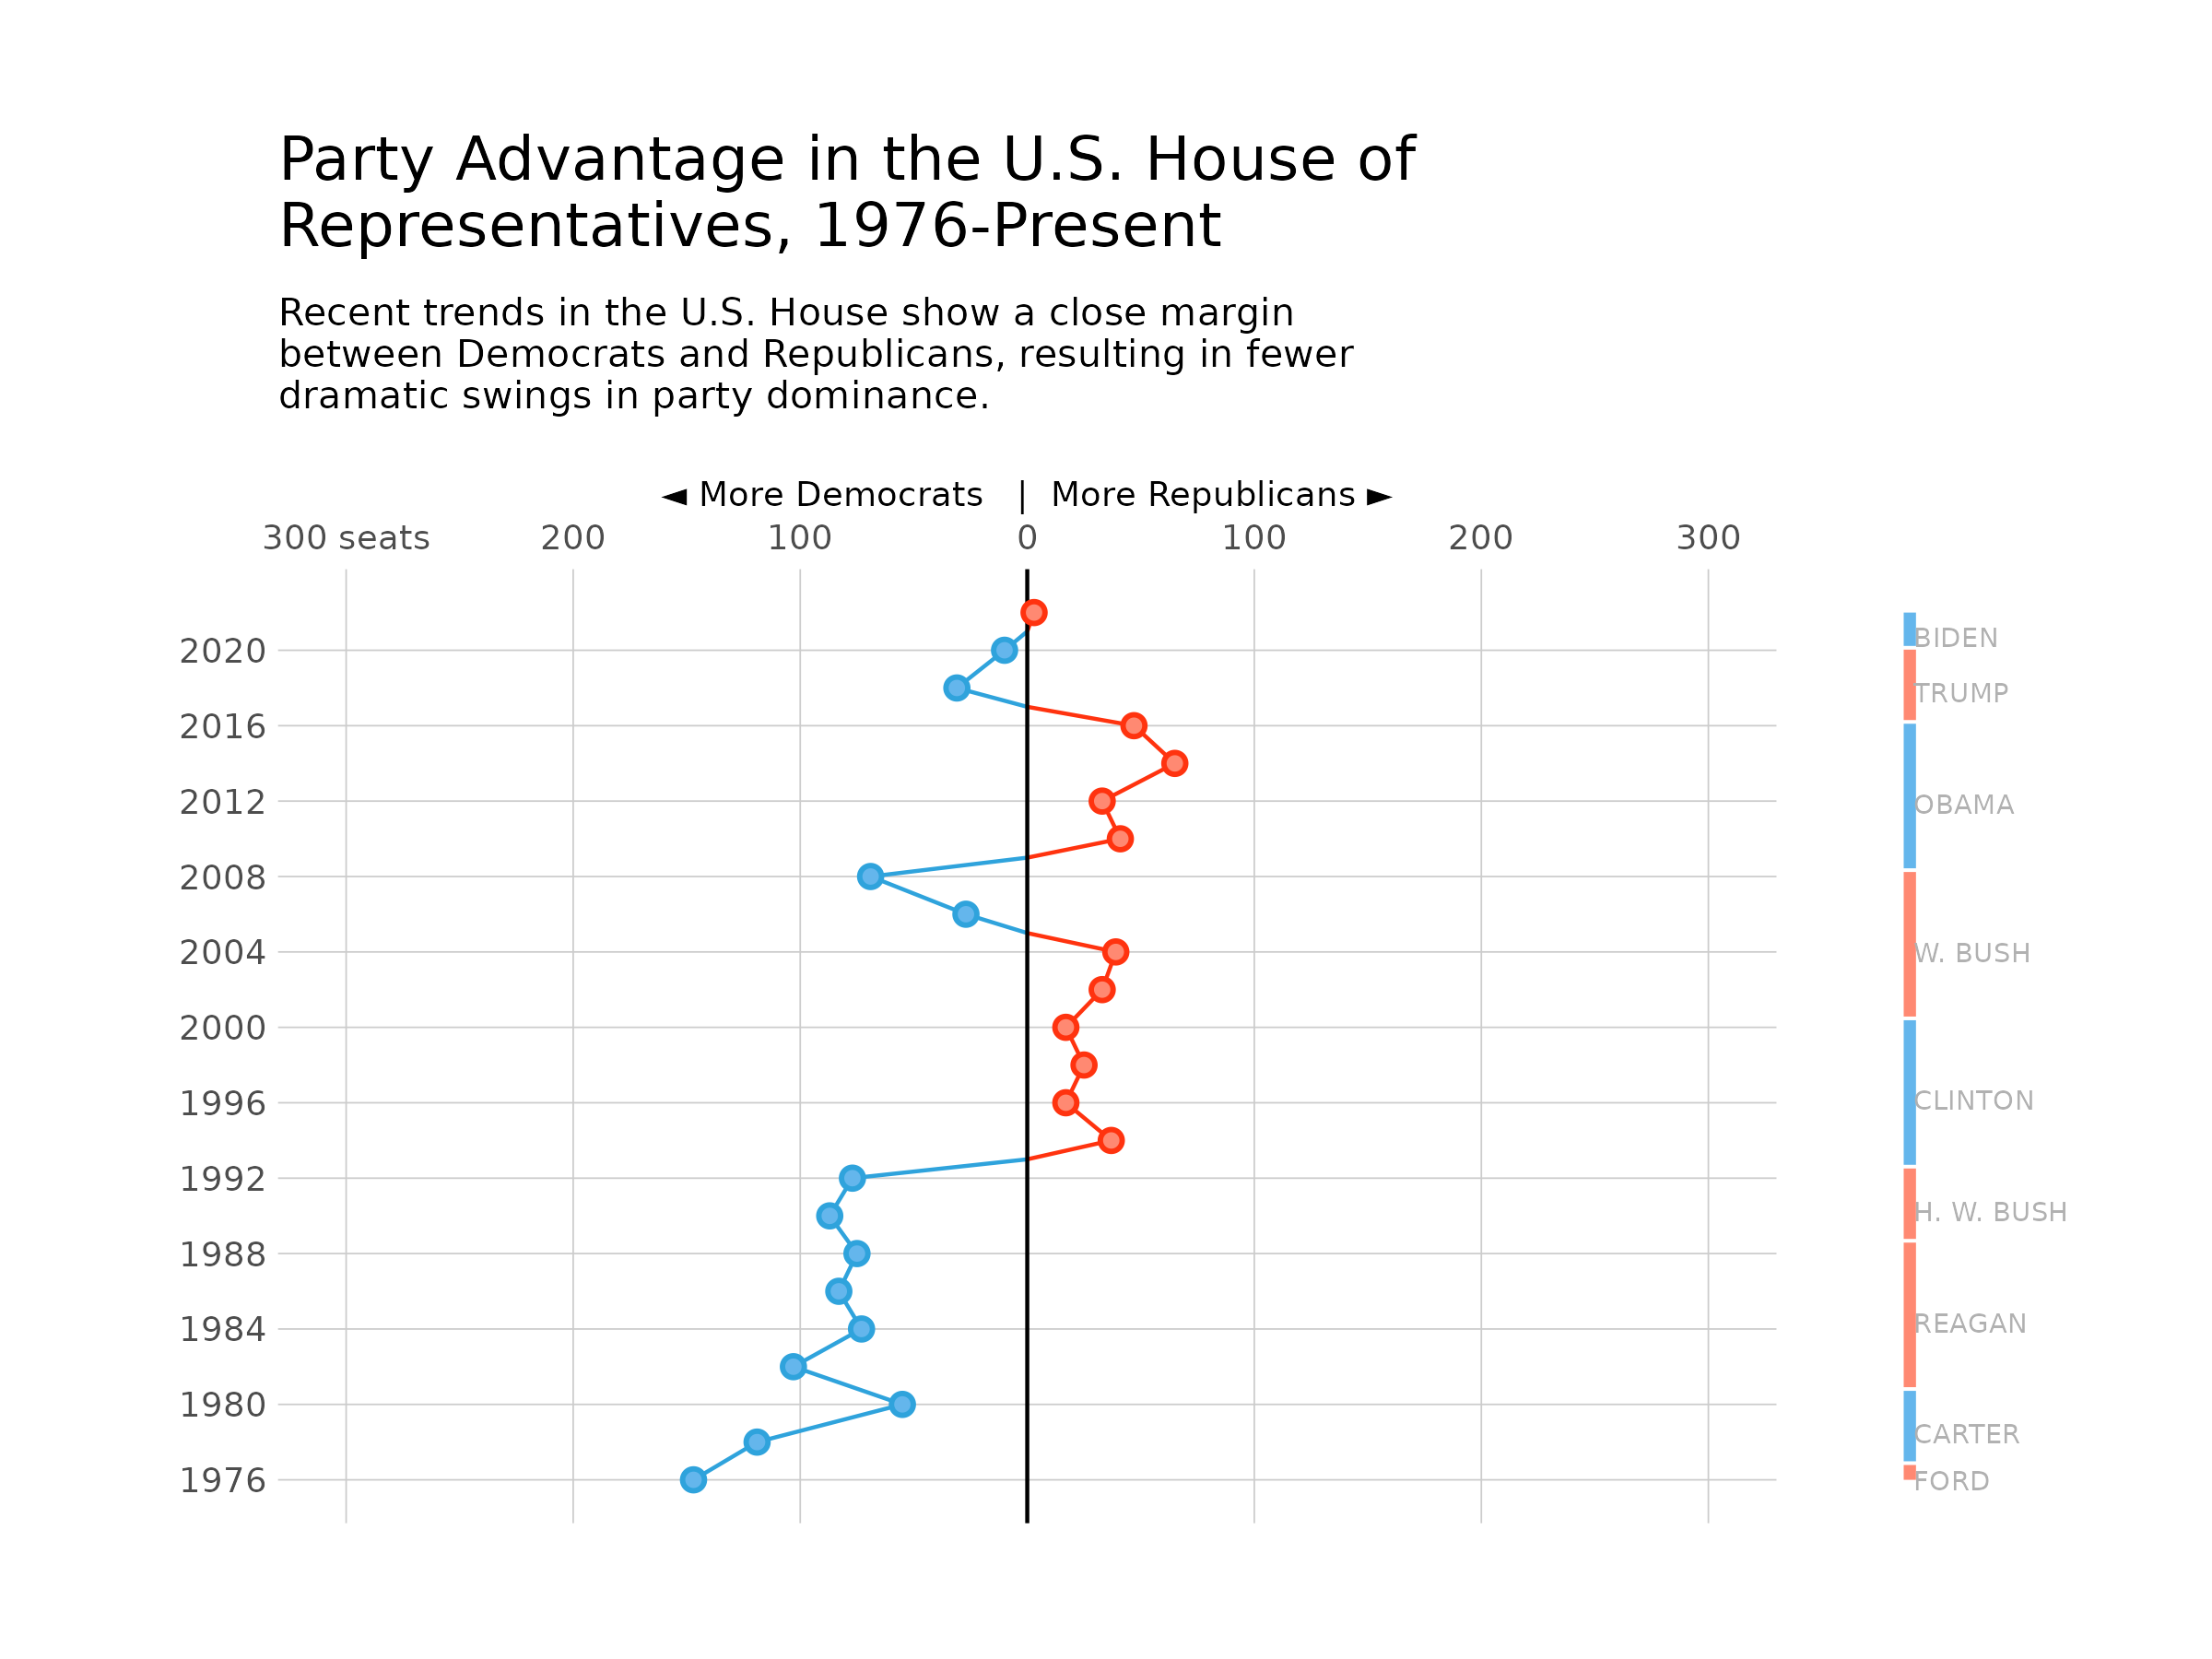 Party Advantage in the U.S. House of
Representatives, 1976-Present
Recent trends in the U.S. House show a close margin
between Democrats and Republicans, resulting in fewer
dramatic swings in party dominance.
◄ More Democrats | More Republicans ►
300 seats 200 100 0 100 200 300
BIDEN
2020
TRUMP
2016
2012
OBAMA
2008
2004
W. BUSH
2000
1996
CLINTON
1992
H. W. BUSH
1988
1984
REAGAN
1980
CARTER
1976
FORD